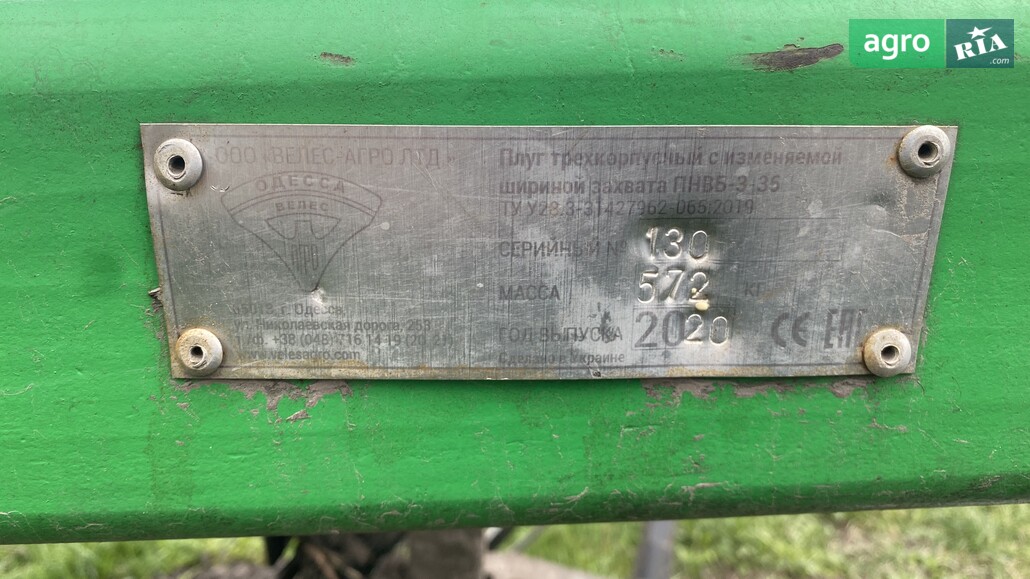 agro RIA .com
ООО «ВЕЛЕС-АГРО ЛТД»
ОДЕССА
ВЕЛЕС
АГРО
65013, г. Одесса,
ул. Николаевская дорога, 253
т./ф. +38 (048) 716 14 19 (20, 21)
www.velesagro.com
Плуг трехкорпусный с изменяемой
шириной захвата ПНВБ-3-35
ТУ У28.3-31427962-065:2019
СЕРИЙНЫЙ № 130
МАССА 572 КГ
ГОД ВЫПУСКА 2020
Сделано в Украине
CE EAC